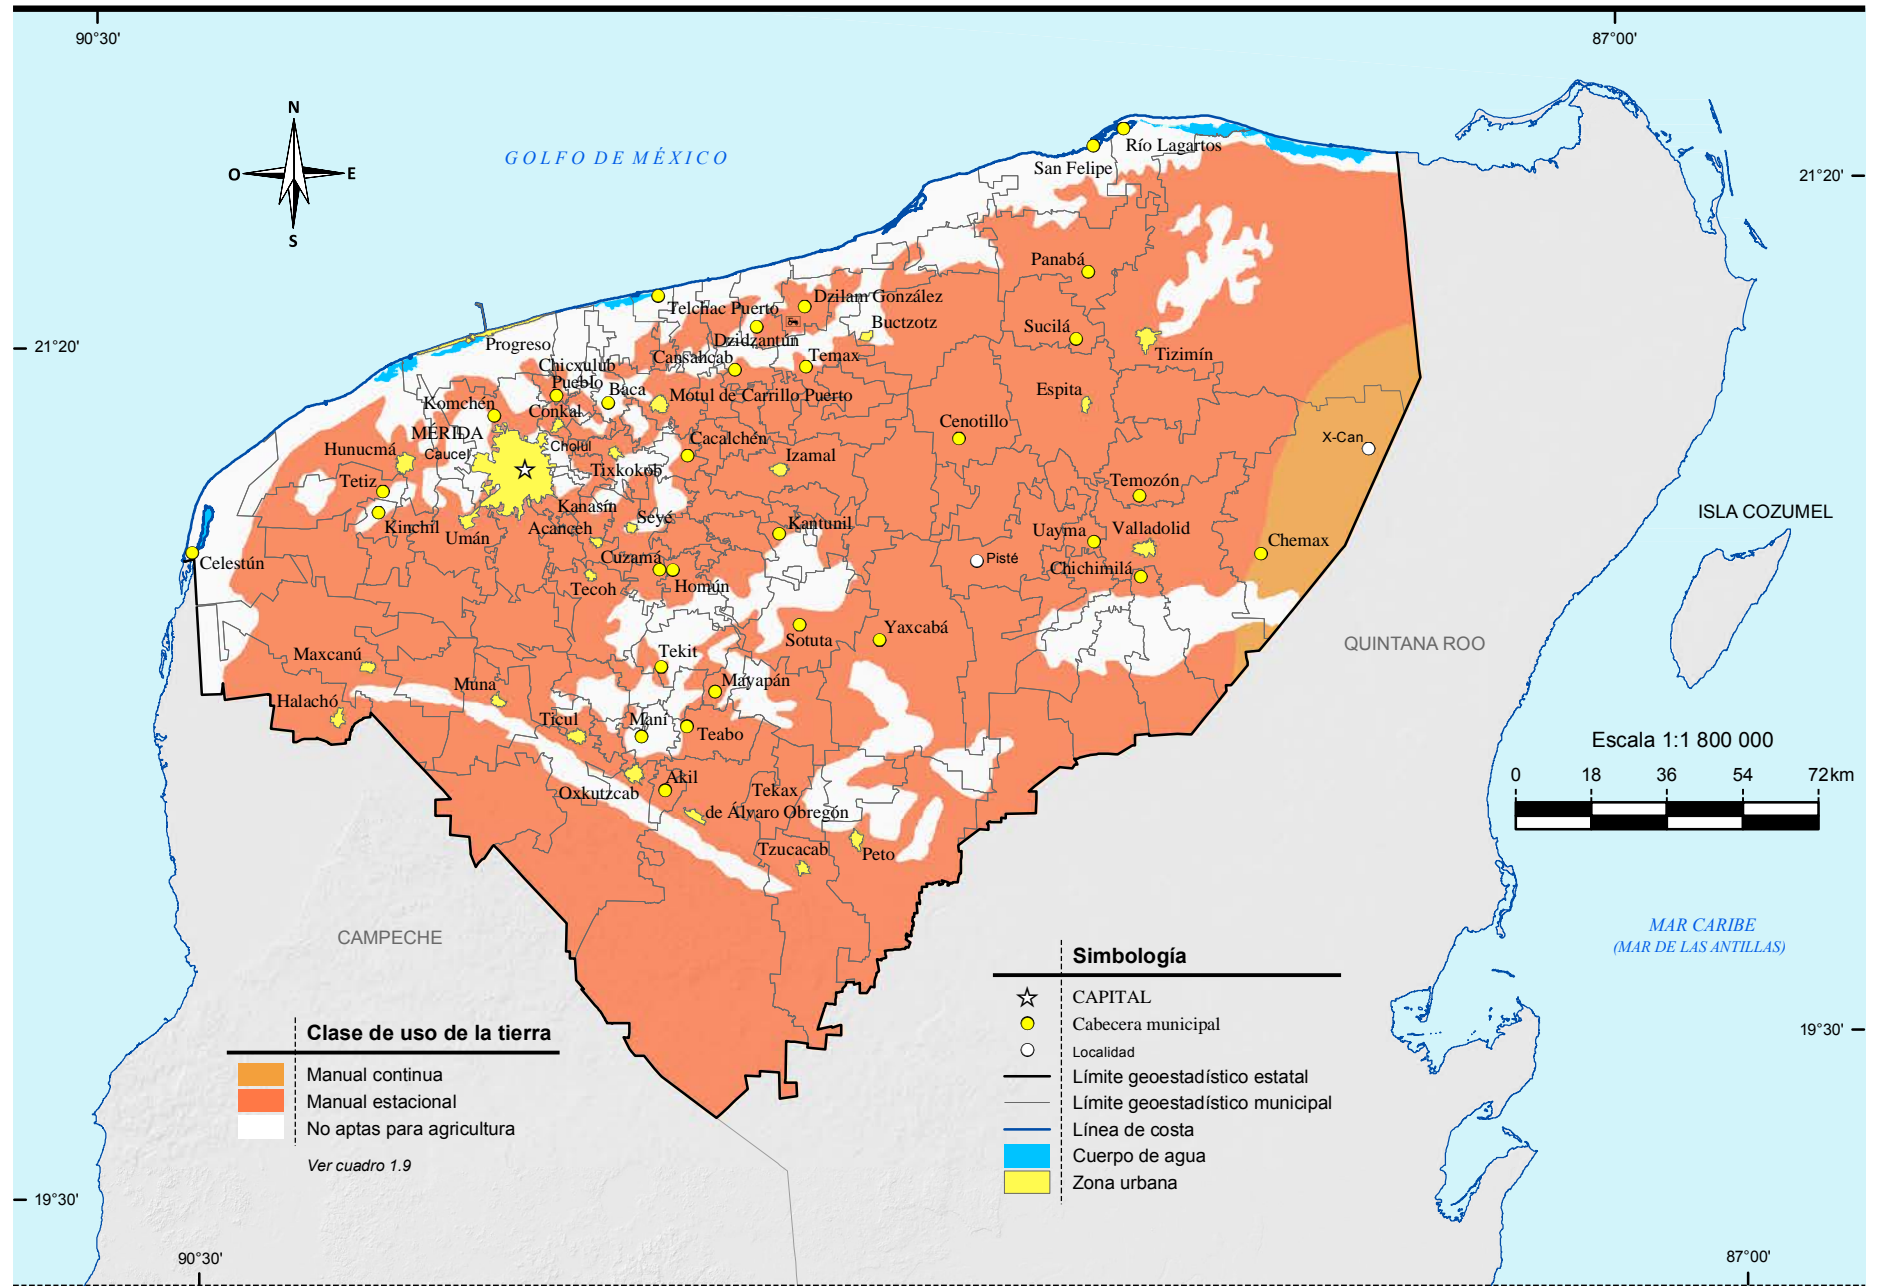 90°30'
87°00'
N
O
E
S
GOLFO DE MÉXICO
Río Lagartos
San Felipe
21°20'
Panabá
Dzilam González
Telchac Puerto
Buctzotz
Sucilá
Progreso
Dzidzantún
21°20'
Tizimín
Cansahcab
Temax
Chicxulub
Pueblo
Baca
Motul de Carrillo Puerto
Espita
Komchén
Conkal
Cenotillo
MÉRIDA
Cholul
Cacalchén
X-Can
Hunucmá
Caucel
Izamal
Tixkokob
Tetiz
Temozón
Kanasín
ISLA COZUMEL
Kinchil
Seyé
Umán
Acanceh
Kantunil
Uayma
Valladolid
Chemax
Celestún
Cuzamá
Pisté
Chichimilá
Tecoh
Homún
Sotuta
Yaxcabá
QUINTANA ROO
Maxcanú
Tekit
Muna
Mayapán
Halachó
Ticul
Maní
Teabo
Escala 1:1 800 000
0 18 36 54 72 km
Akil
Oxkutzcab
Tekax
de Álvaro Obregón
Tzucacab
Peto
MAR CARIBE
(MAR DE LAS ANTILLAS)
CAMPECHE
Simbología
CAPITAL
Cabecera municipal
Localidad
Límite geoestadístico estatal
Límite geoestadístico municipal
Línea de costa
Cuerpo de agua
Zona urbana
Clase de uso de la tierra
Manual continua
Manual estacional
No aptas para agricultura
Ver cuadro 1.9
19°30'
19°30'
90°30'
87°00'